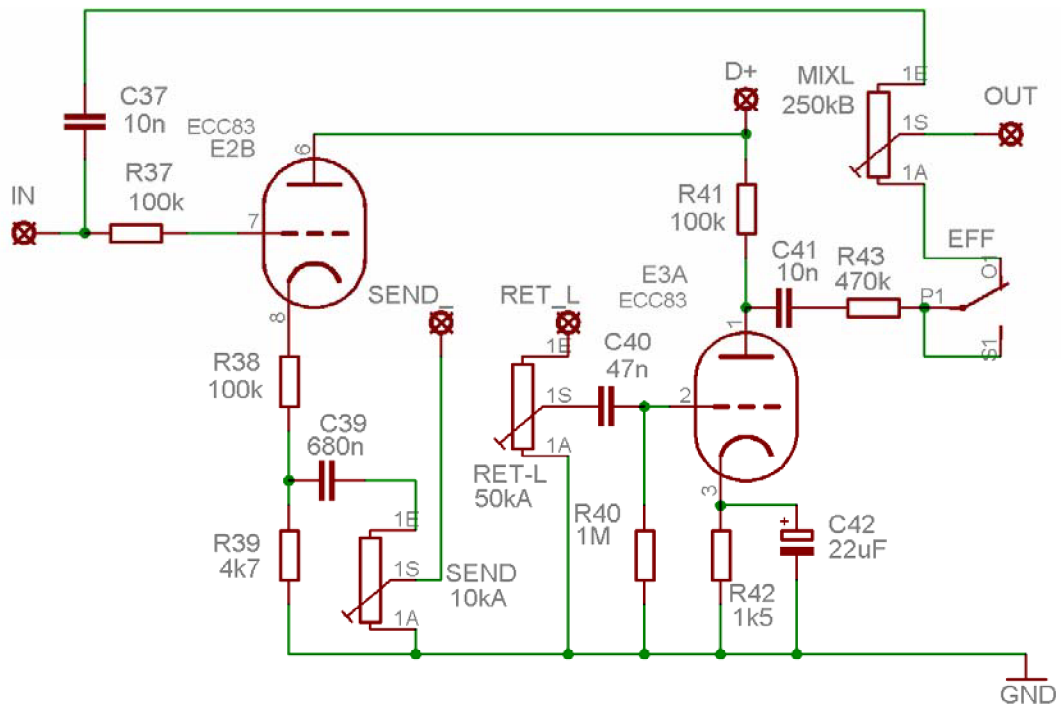 C37
10n
ECC83
E2B
R37
100k
IN
7
6
8
R38
100k
C39
680n
R39
4k7
1E
1S
1A
SEND
10kA
SEND_
RET_L
1E
1S
1A
RET-L
50kA
C40
47n
R40
1M
D+
R41
100k
E3A
ECC83
1
2
3
C41
10n
R43
470k
R42
1k5
+
C42
22uF
MIXL
250kB
1E
1S
1A
OUT
EFF
P1
O1
S1
GND